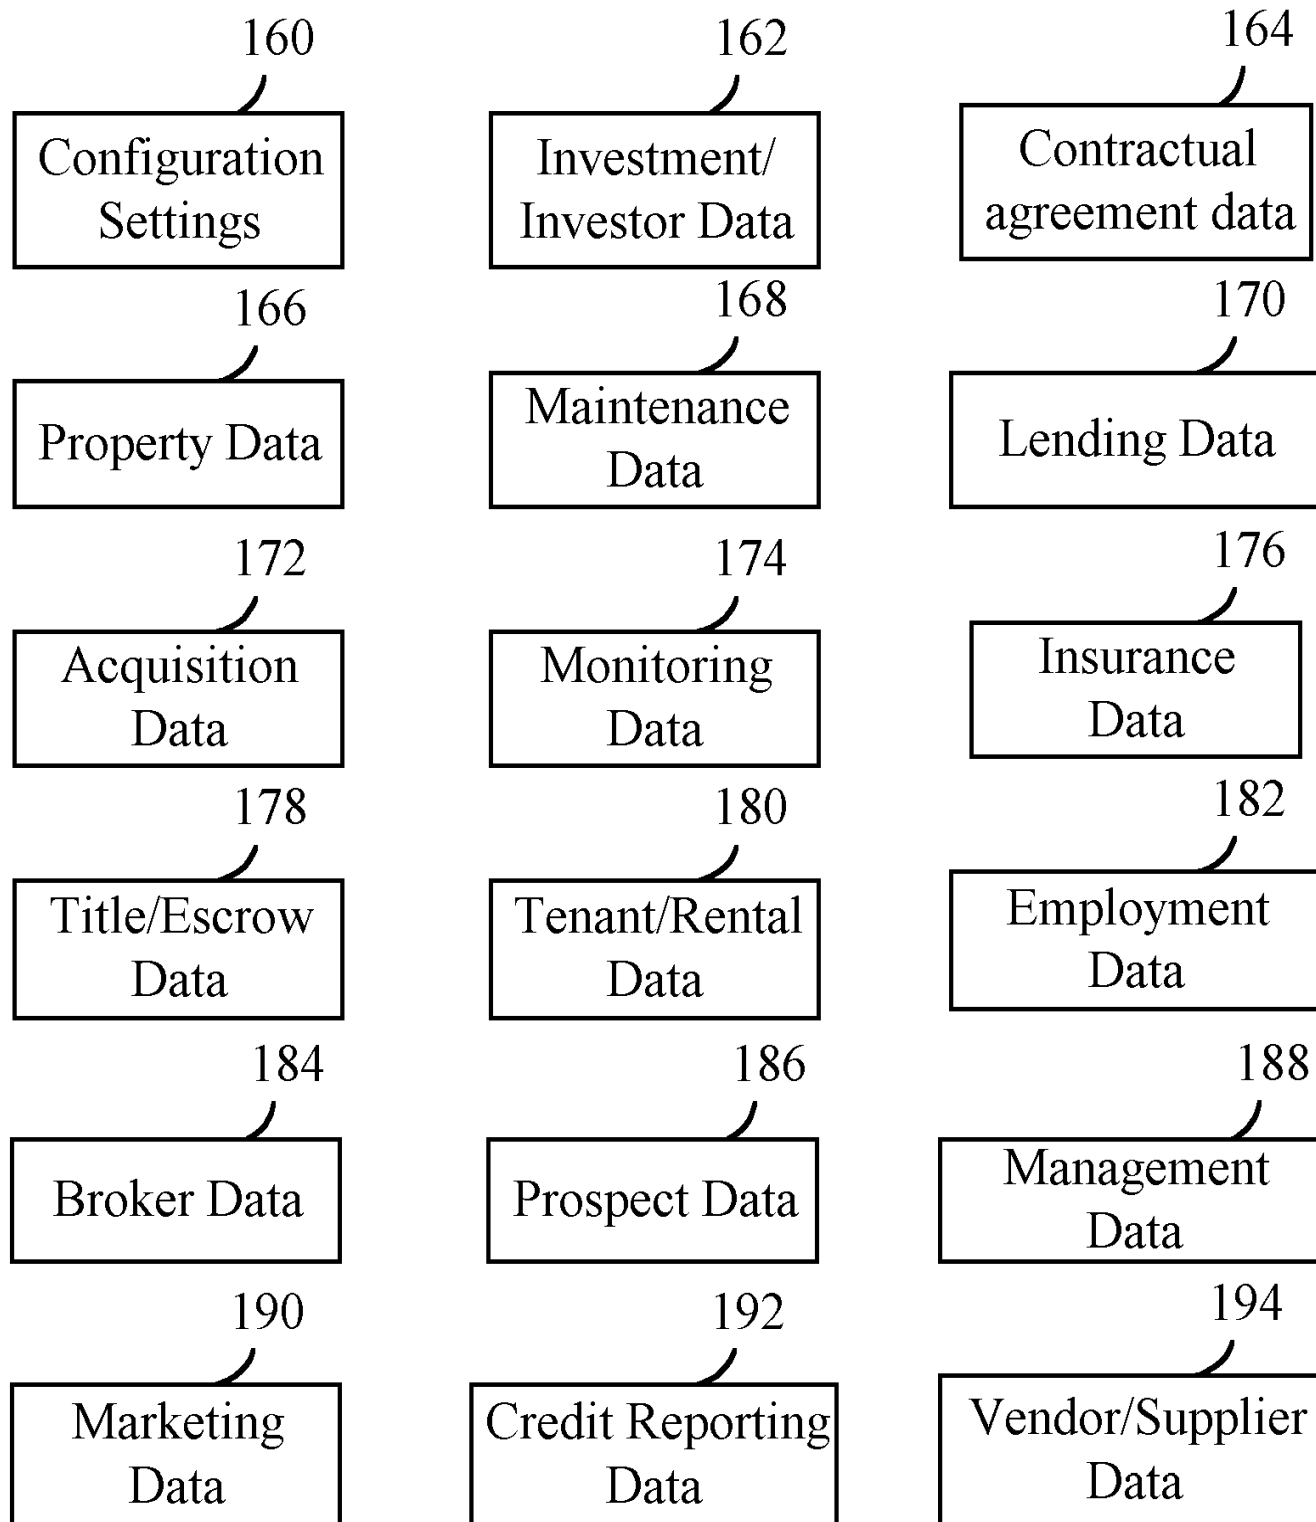 160
162
164
Configuration
Settings
Investment/
Investor Data
Contractual
agreement data
166
168
170
Property Data
Maintenance
Data
Lending Data
172
174
176
Acquisition
Data
Monitoring
Data
Insurance
Data
178
180
182
Title/Escrow
Data
Tenant/Rental
Data
Employment
Data
184
186
188
Broker Data
Prospect Data
Management
Data
190
192
194
Marketing
Data
Credit Reporting
Data
Vendor/Supplier
Data